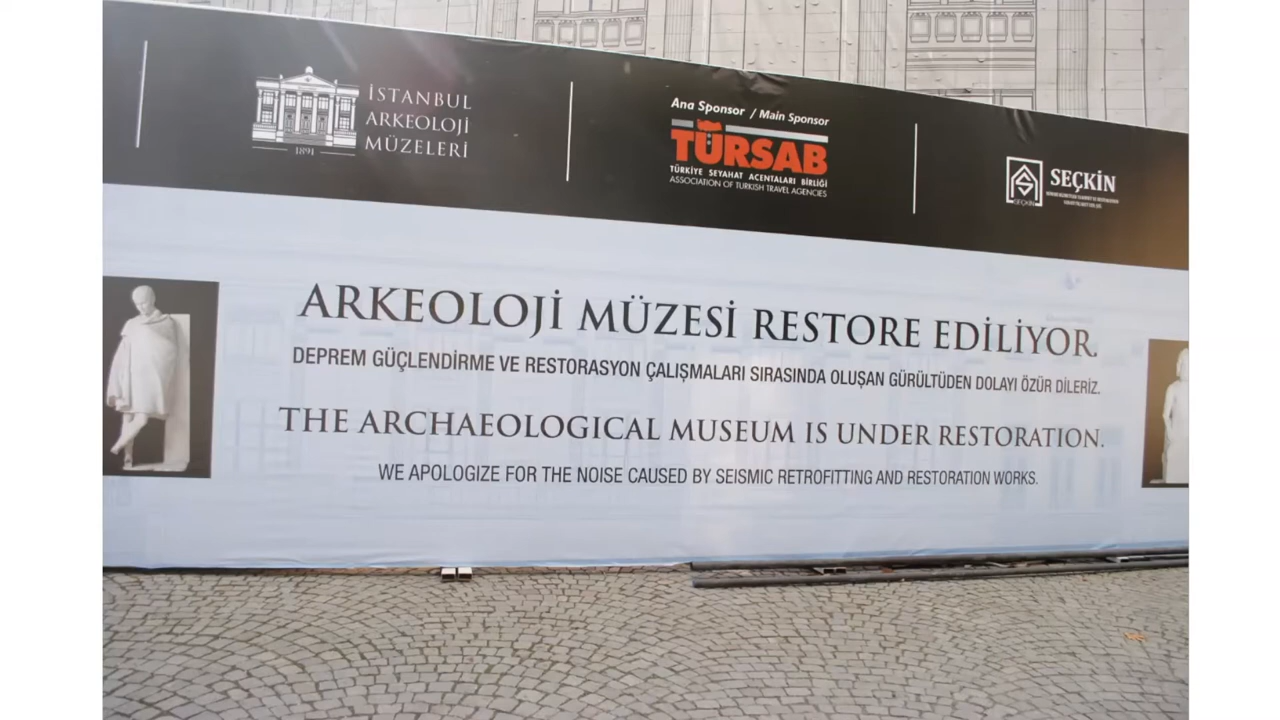 İSTANBUL
ARKEOLOJİ
MÜZELERİ
1891
Ana Sponsor / Main Sponsor
TÜRSAB
TÜRKİYE SEYAHAT ACENTALARI BİRLİĞİ
ASSOCIATION OF TURKISH TRAVEL AGENCIES
SEÇKİN
SEÇKİN
ARKEOLOJİ MÜZESİ RESTORE EDİLİYOR.
DEPREM GÜÇLENDİRME VE RESTORASYON ÇALIŞMALARI SIRASINDA OLUŞAN GÜRÜLTÜDEN DOLAYI ÖZÜR DİLERİZ.
THE ARCHAEOLOGICAL MUSEUM IS UNDER RESTORATION.
WE APOLOGIZE FOR THE NOISE CAUSED BY SEISMIC RETROFITTING AND RESTORATION WORKS.